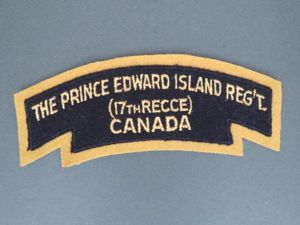 THE PRINCE EDWARD ISLAND REG'T.
(17TH RECCE)
CANADA